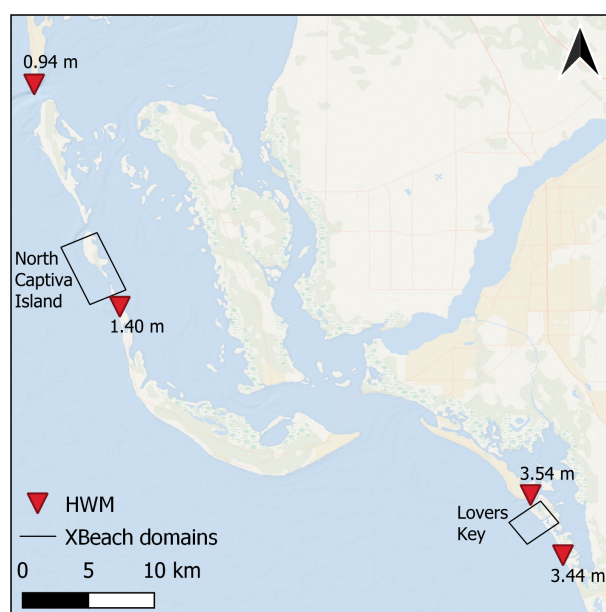 0.94 m
North
Captiva
Island
1.40 m
3.54 m
Lovers
Key
3.44 m
HWM
XBeach domains
0 5 10 km